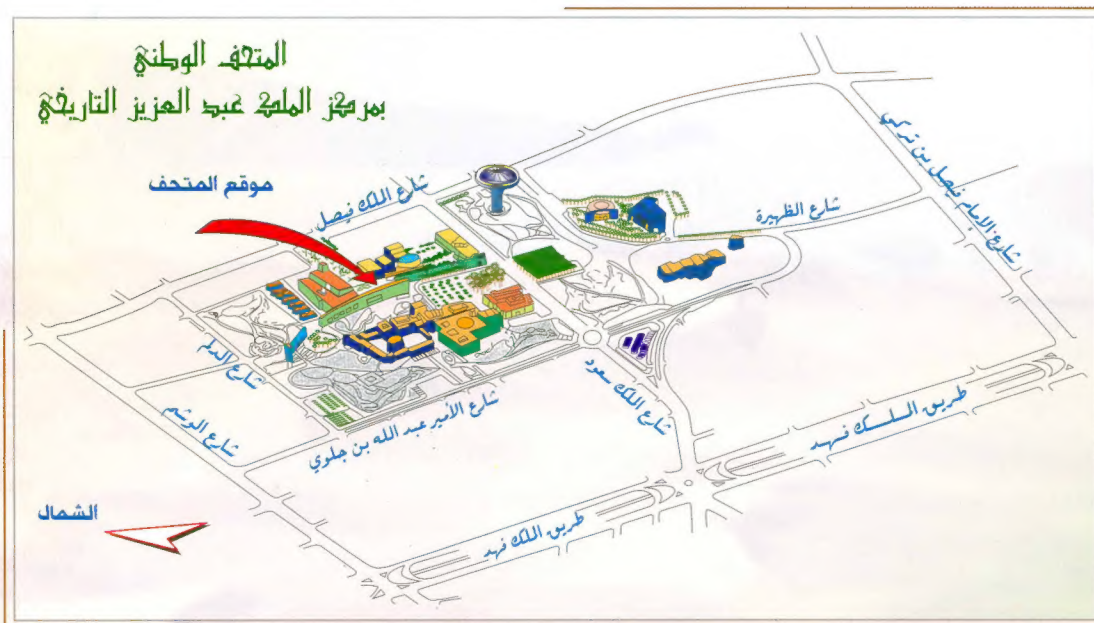 المتحف الوطني
بمركز الملك عبد العزيز التاريخي
موقع المتحف
شارع الملك فيصل
شارع الإمام فيصل بن تركي
شارع الظهيرة
شارع الدلم
شارع الوشم
شارع الأمير عبد الله بن جلوي
شارع الملك سعود
طريق الملك فهد
طريق الملك فهد
الشمال